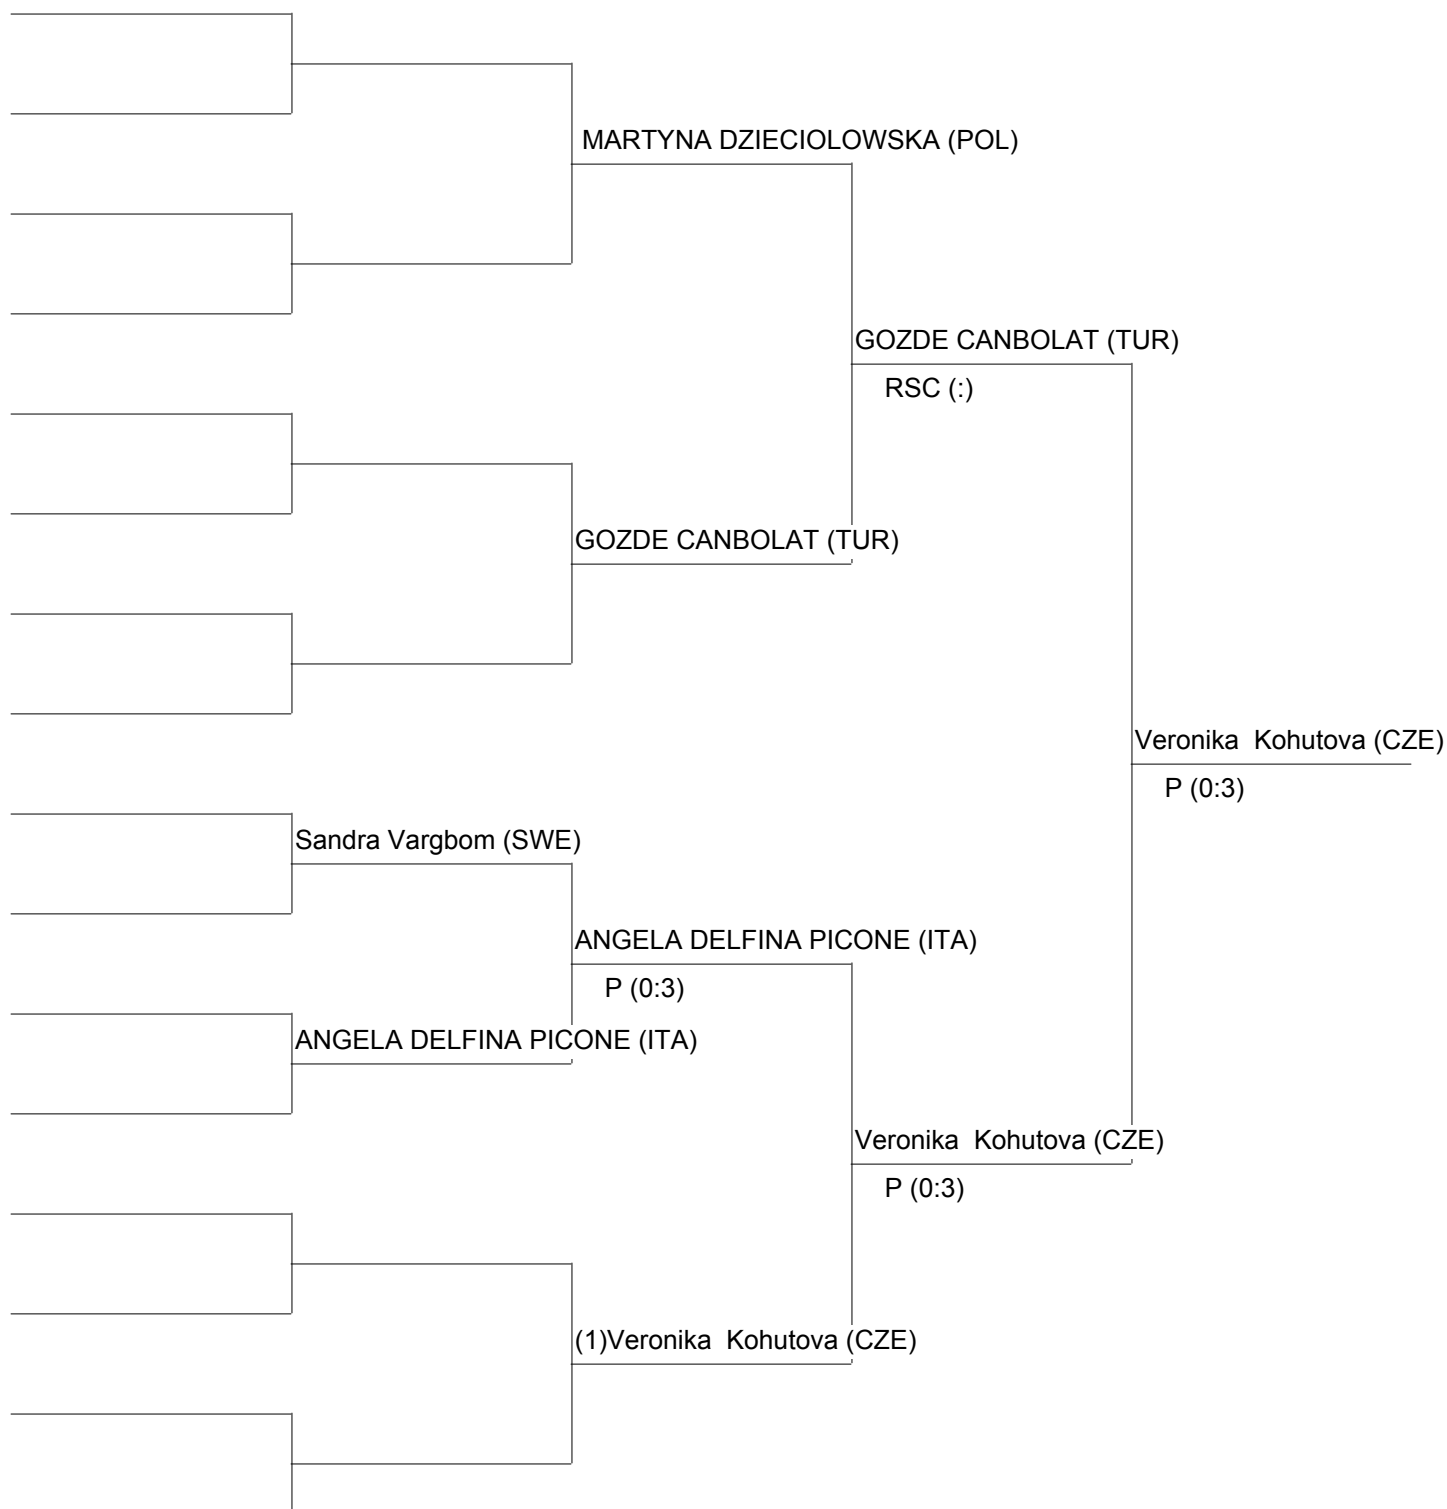 MARTYNA DZIECIOLOWSKA (POL)
GOZDE CANBOLAT (TUR)
RSC (:)
GOZDE CANBOLAT (TUR)
Veronika  Kohutova (CZE)
P (0:3)
Sandra Vargbom (SWE)
ANGELA DELFINA PICONE (ITA)
P (0:3)
ANGELA DELFINA PICONE (ITA)
Veronika  Kohutova (CZE)
P (0:3)
(1)Veronika  Kohutova (CZE)